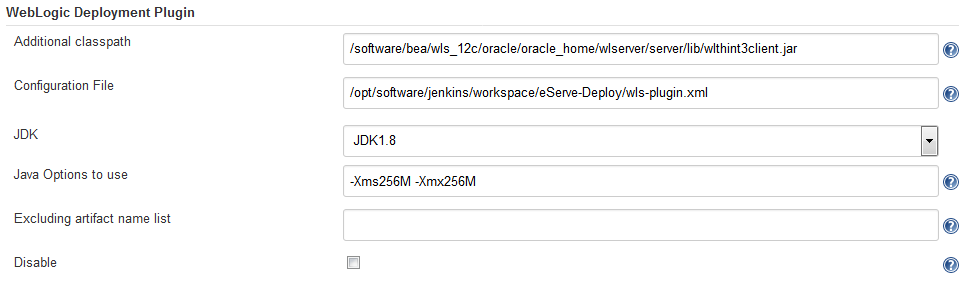 WebLogic Deployment Plugin
Additional classpath
/software/bea/wls_12c/oracle/oracle_home/wlserver/server/lib/wlthint3client.jar
Configuration File
/opt/software/jenkins/workspace/eServe-Deploy/wls-plugin.xml
JDK
JDK1.8
Java Options to use
-Xms256M -Xmx256M
Excluding artifact name list
Disable